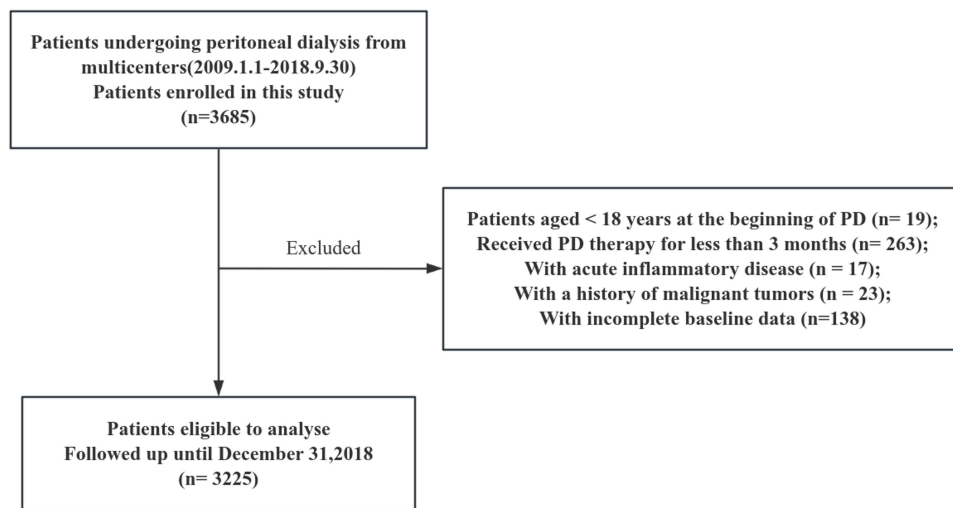 Patients undergoing peritoneal dialysis from
multicenters(2009.1.1-2018.9.30)
Patients enrolled in this study
(n=3685)
Excluded
Patients aged < 18 years at the beginning of PD (n= 19);
Received PD therapy for less than 3 months (n= 263);
With acute inflammatory disease (n = 17);
With a history of malignant tumors (n = 23);
With incomplete baseline data (n=138)
Patients eligible to analyse
Followed up until December 31,2018
(n= 3225)